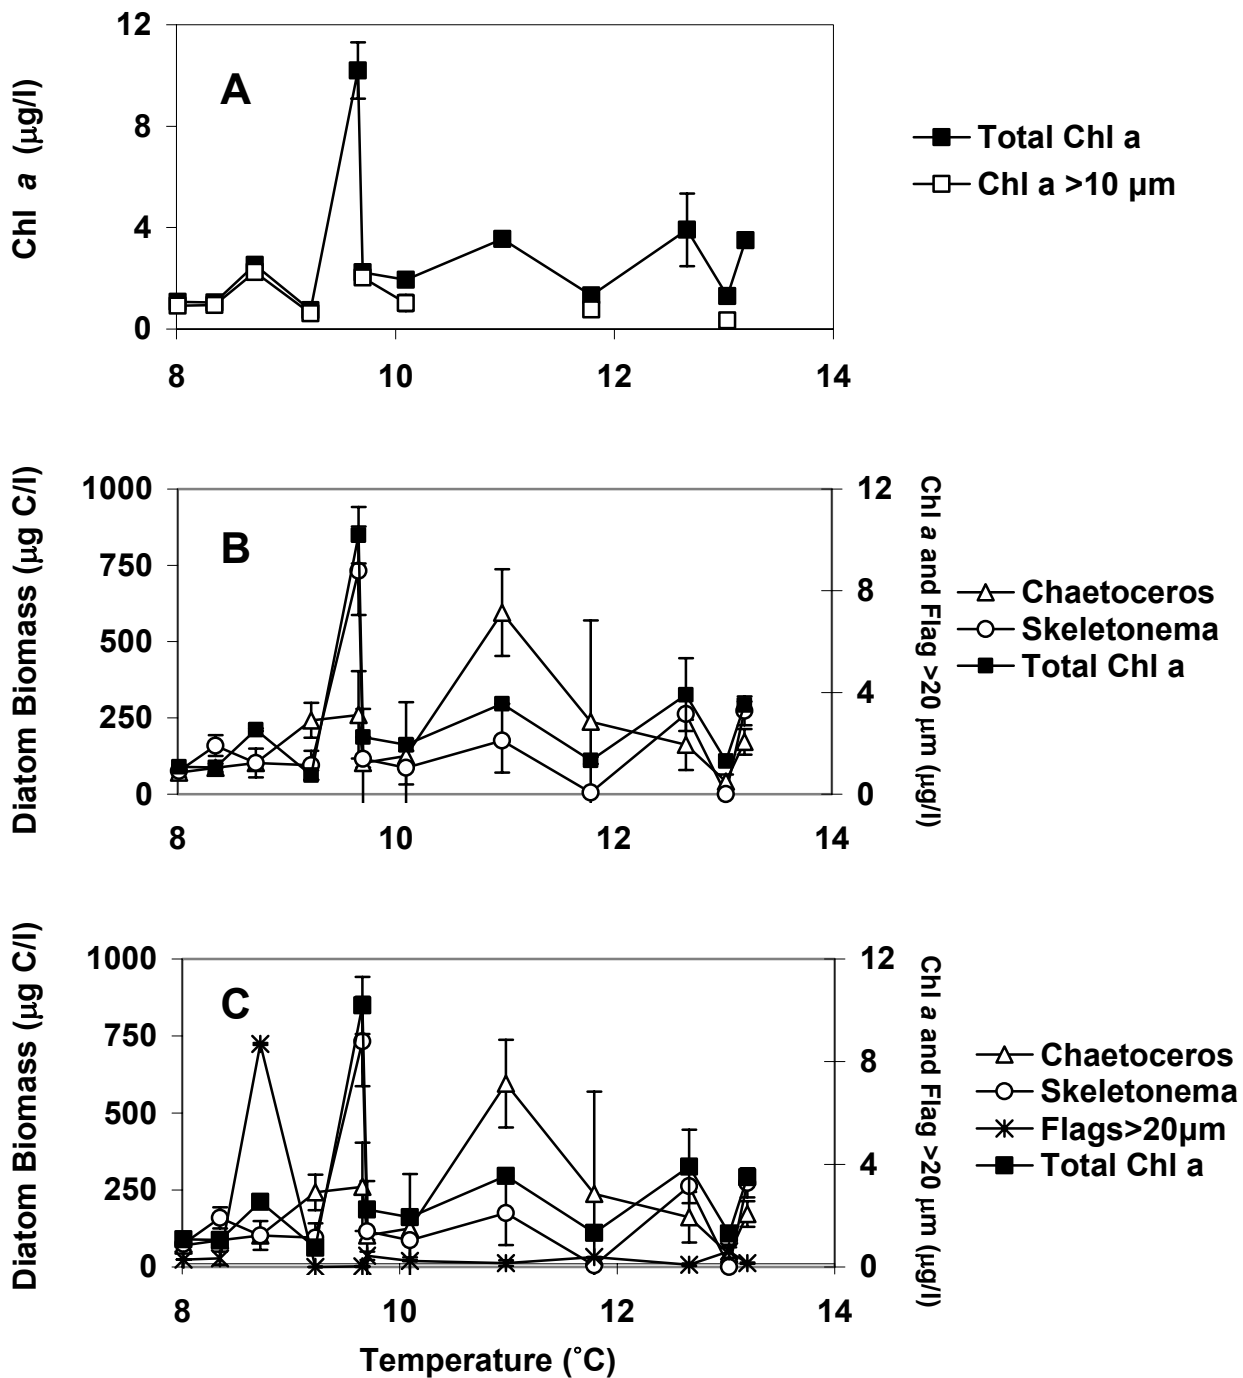 12
A
Chl a (µg/l)
8
4
0
8 10 12 14
Total Chl a
Chl a >10 µm
1000 12
B
Diatom Biomass (µg C/l)
750
8
500
4
250
0 0
8 10 12 14
Chl a and Flag >20 µm (µg/l)
Chaetoceros
Skeletonema
Total Chl a
1000 12
C
Diatom Biomass (µg C/l)
750
8
500
4
250
0 0
8 10 12 14
Temperature (˚C)
Chl a and Flag >20 µm (µg/l)
Chaetoceros
Skeletonema
Flags>20µm
Total Chl a